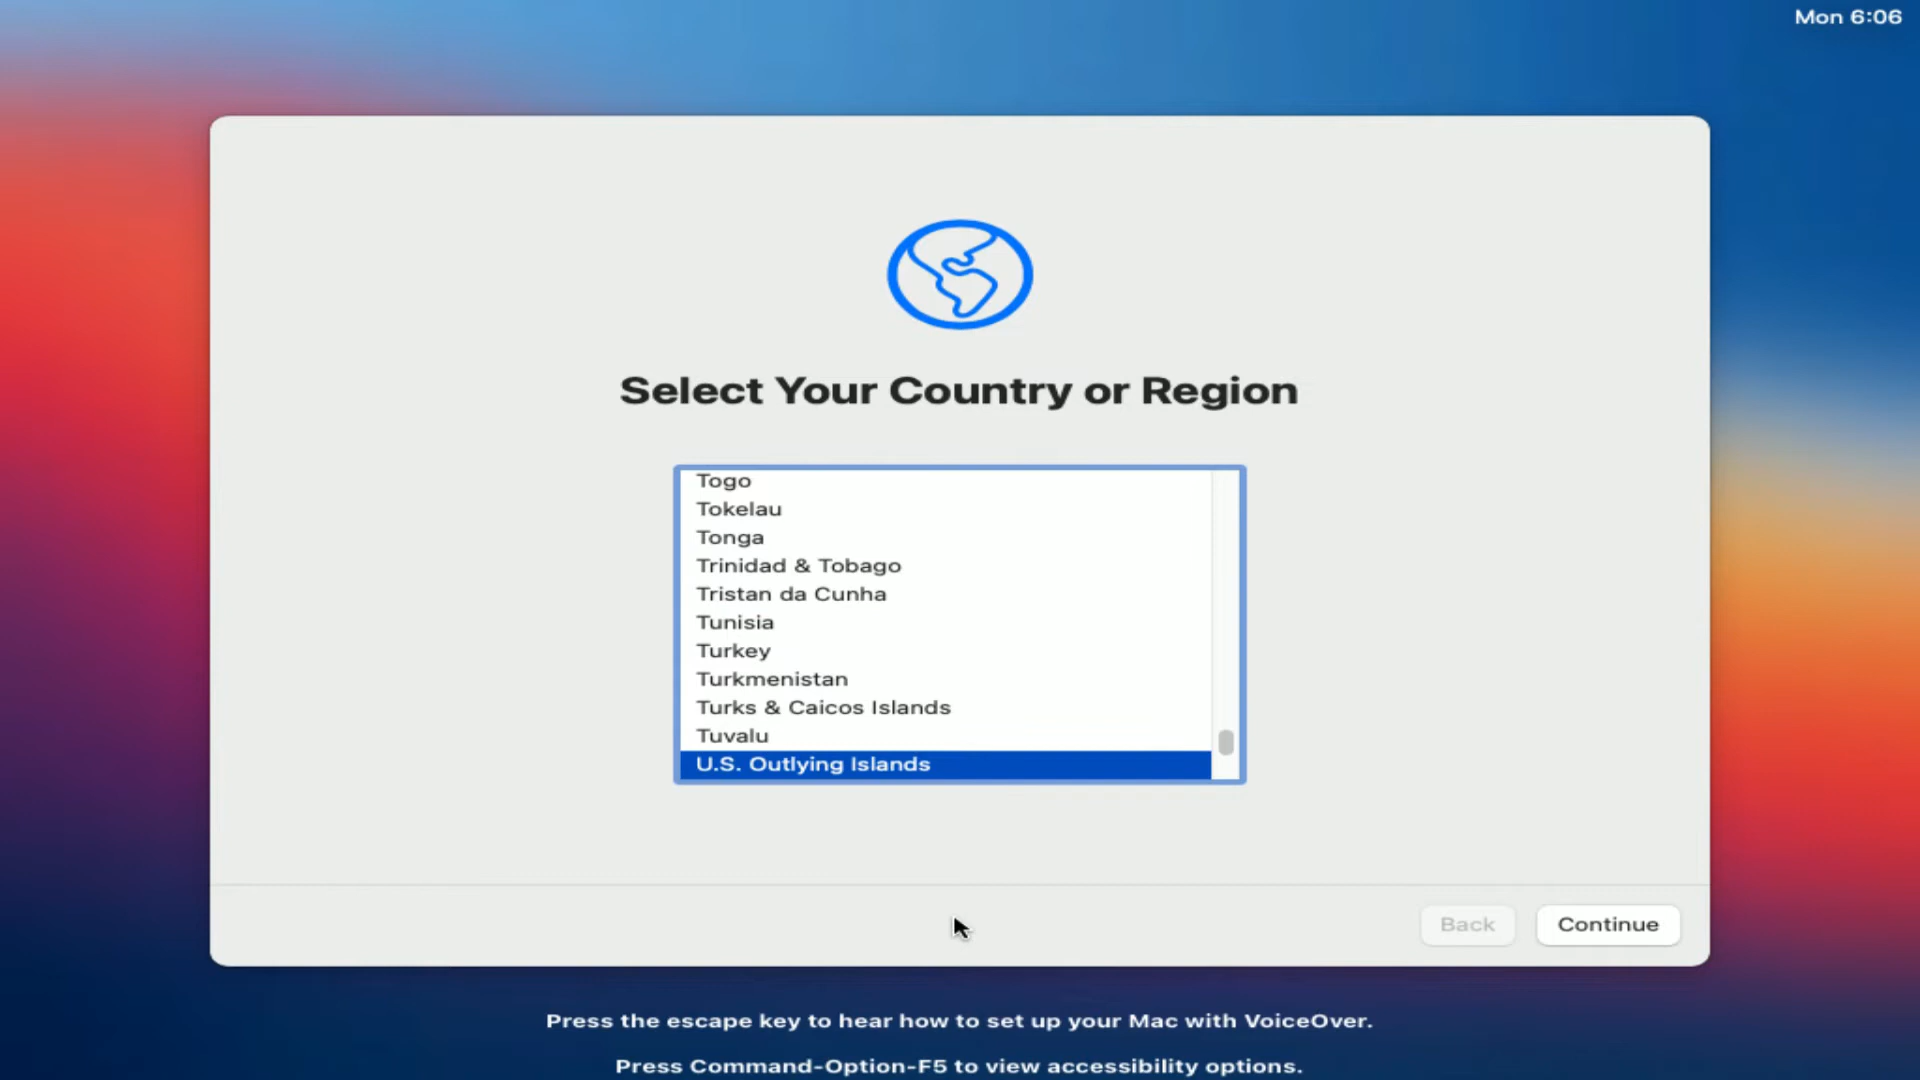 Mon 6:06
Select Your Country or Region
Togo
Tokelau
Tonga
Trinidad & Tobago
Tristan da Cunha
Tunisia
Turkey
Turkmenistan
Turks & Caicos Islands
Tuvalu
U.S. Outlying Islands
Back
Continue
Press the escape key to hear how to set up your Mac with VoiceOver.
Press Command-Option-F5 to view accessibility options.